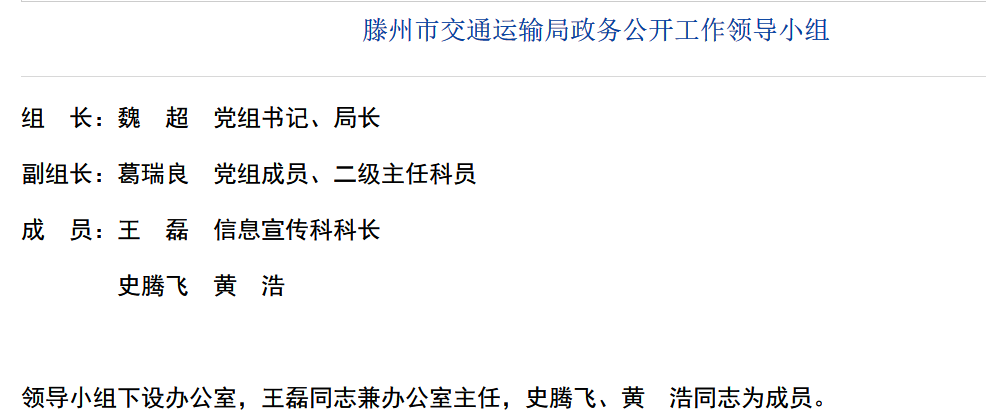 滕州市交通运输局政务公开工作领导小组
组　长：魏　超　党组书记、局长
副组长：葛瑞良　党组成员、二级主任科员
成　员：王　磊　信息宣传科科长
史腾飞　黄　浩
领导小组下设办公室，王磊同志兼办公室主任，史腾飞、黄　浩同志为成员。